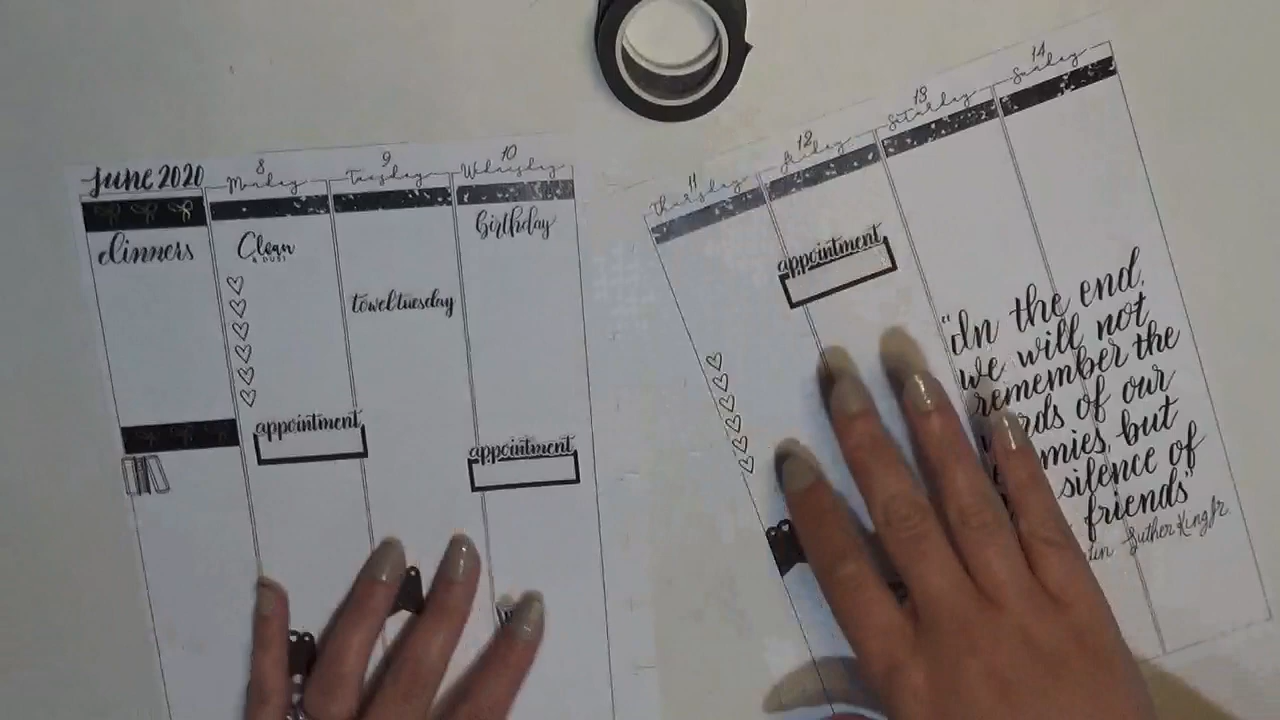 June 2020
8
Monday
9
Tuesday
10
Wednesday
Dinners
Clean
& DUST
birthday
towel tuesday
appointment
appointment
11
Thursday
12
Friday
13
Saturday
14
Sunday
appointment
"In the end,
we will not
remember the
of our
but
silence of
friends"
Luther King Jr.